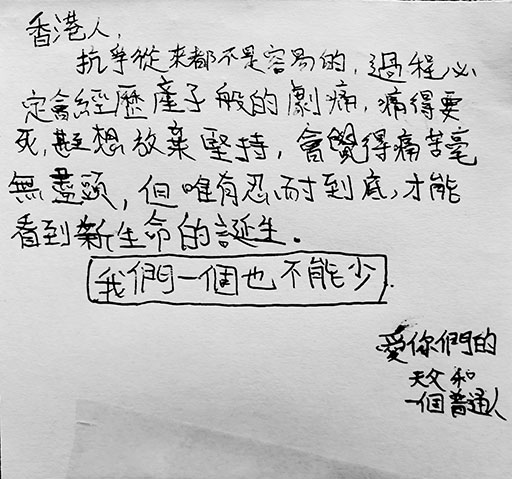 香港人，
抗爭從來都不是容易的，過程必
定會經歷產子般的劇痛，痛得要
死，甚至想放棄堅持，會覺得痛苦毫
無盡頭，但唯有忍耐到底，才能
看到新生命的誕生。
我們一個也不能少．
愛你們的
天文和
一個普通人